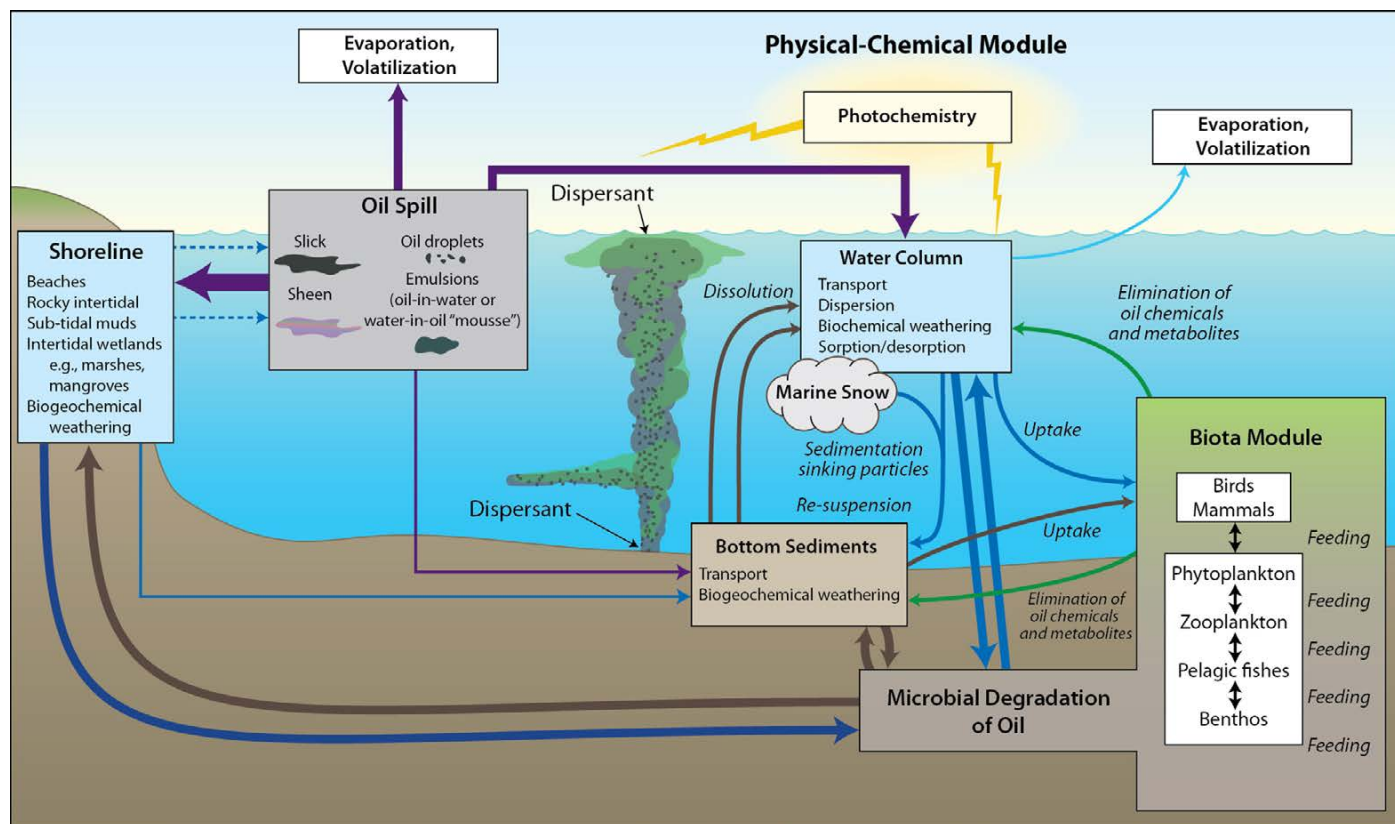 Physical-Chemical Module
Evaporation,
Volatilization
Photochemistry
Evaporation,
Volatilization
Oil Spill
Slick
Sheen
Oil droplets
Emulsions
(oil-in-water or
water-in-oil “mousse”)
Dispersant
Shoreline
Beaches
Rocky intertidal
Sub-tidal muds
Intertidal wetlands
e.g., marshes,
mangroves
Biogeochemical
weathering
Water Column
Transport
Dispersion
Biochemical weathering
Sorption/desorption
Dissolution
Marine Snow
Elimination of
oil chemicals
and metabolites
Sedimentation
sinking particles
Re-suspension
Uptake
Dispersant
Bottom Sediments
Transport
Biogeochemical weathering
Uptake
Elimination of
oil chemicals
and metabolites
Biota Module
Birds
Mammals
Feeding
Phytoplankton
Feeding
Zooplankton
Feeding
Pelagic fishes
Feeding
Benthos
Feeding
Microbial Degradation
of Oil